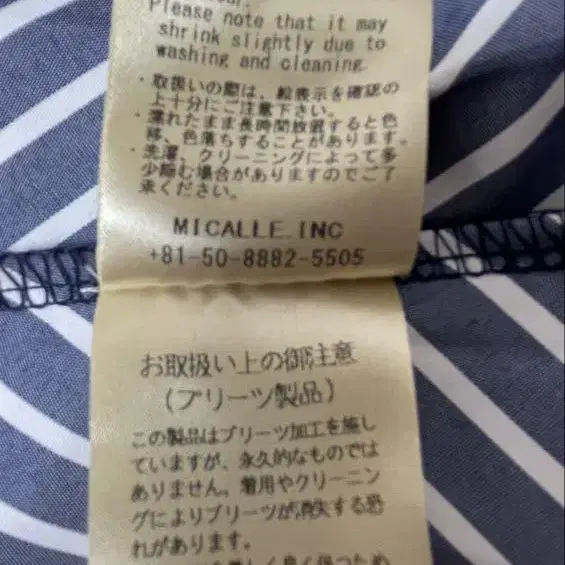 Please note that it may
shrink slightly due to
washing and cleaning.
・取扱いの際は、絵表示を確認の
上十分にご注意下さい。
・濡れたまま長時間放置すると色
移、色落ちすることがあります。
・洗濯、クリーニングによって多
少縮む場合がありますのでご了
承ください。
MICALLE.INC
+81-50-8882-5505
お取扱い上の御注意
(プリーツ製品)
この製品はプリーツ加工を施し
ていますが、永久的なものでは
ありません。着用やクリーニン
グによりプリーツが消失する恐
れがあります。
美しく良く保つため